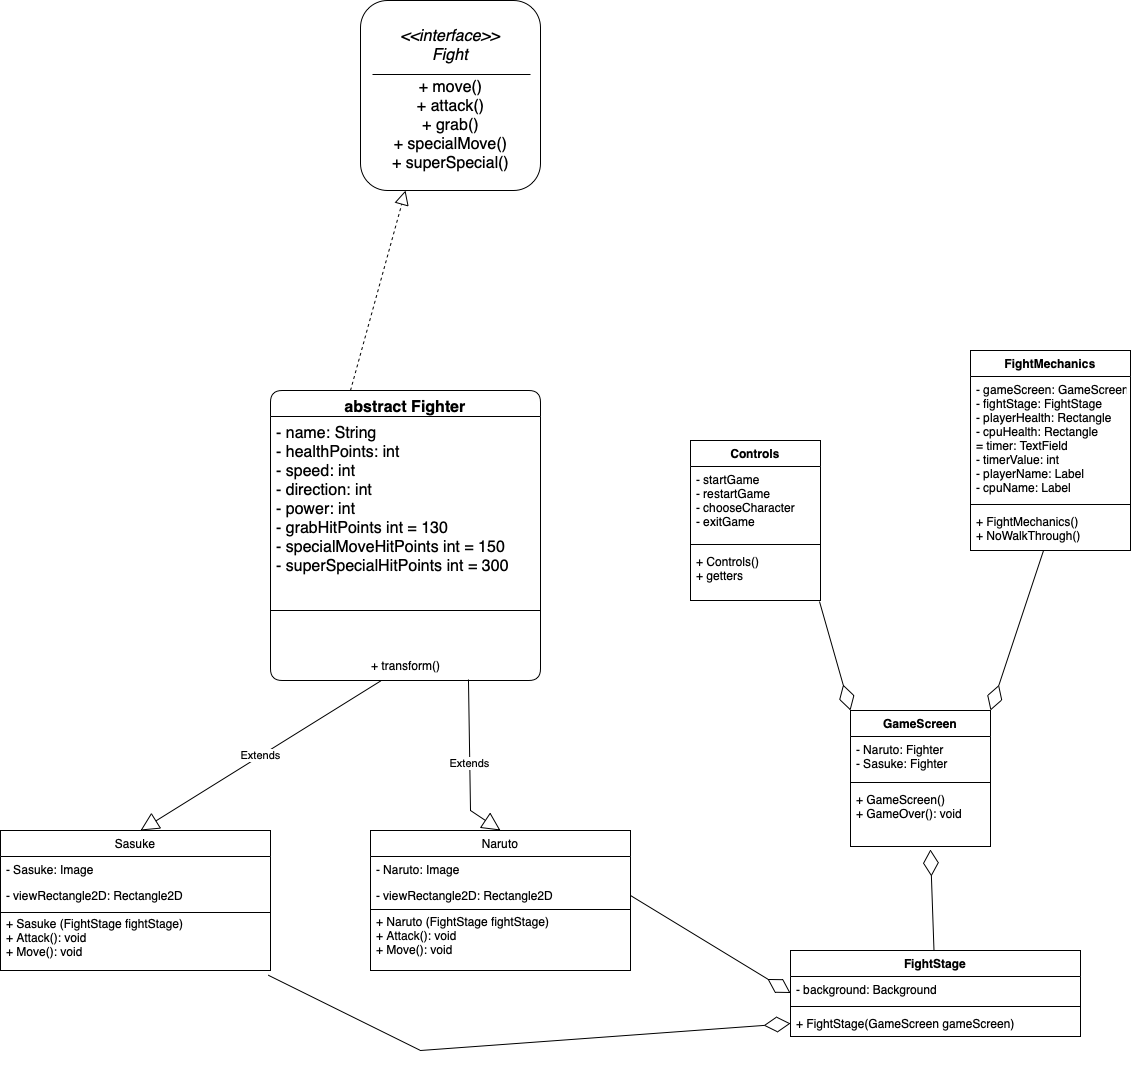 <<interface>>
Fight
+ move()
+ attack()
+ grab()
+ specialMove()
+ superSpecial()
abstract Fighter
- name: String
- healthPoints: int
- speed: int
- direction: int
- power: int
- grabHitPoints int = 130
- specialMoveHitPoints int = 150
- superSpecialHitPoints int = 300
+ transform()
Extends
Extends
Sasuke
- Sasuke: Image
- viewRectangle2D: Rectangle2D
+ Sasuke (FightStage fightStage)
+ Attack(): void
+ Move(): void
Naruto
- Naruto: Image
- viewRectangle2D: Rectangle2D
+ Naruto (FightStage fightStage)
+ Attack(): void
+ Move(): void
Controls
- startGame
- restartGame
- chooseCharacter
- exitGame
+ Controls()
+ getters
FightMechanics
- gameScreen: GameScreen
- fightStage: FightStage
- playerHealth: Rectangle
- cpuHealth: Rectangle
= timer: TextField
- timerValue: int
- playerName: Label
- cpuName: Label
+ FightMechanics()
+ NoWalkThrough()
GameScreen
- Naruto: Fighter
- Sasuke: Fighter
+ GameScreen()
+ GameOver(): void
FightStage
- background: Background
+ FightStage(GameScreen gameScreen)